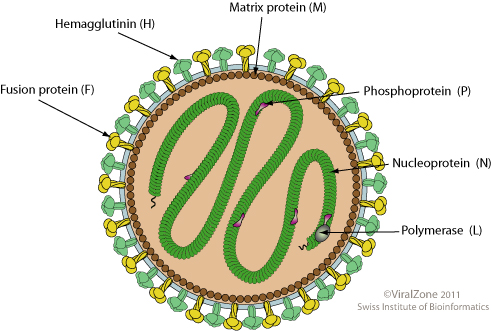 Matrix protein (M)
Hemagglutinin (H)
Fusion protein (F)
Phosphoprotein (P)
Nucleoprotein (N)
Polymerase (L)
©ViralZone 2011
Swiss Institute of Bioinformatics